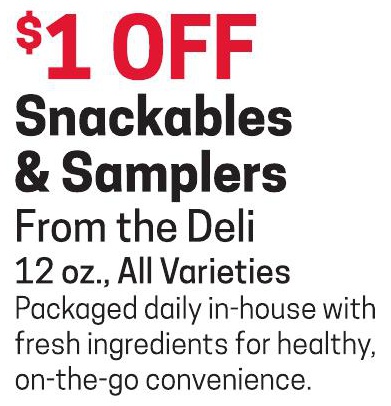 $1 OFF
Snackables
& Samplers
From the Deli
12 oz., All Varieties
Packaged daily in-house with
fresh ingredients for healthy,
on-the-go convenience.